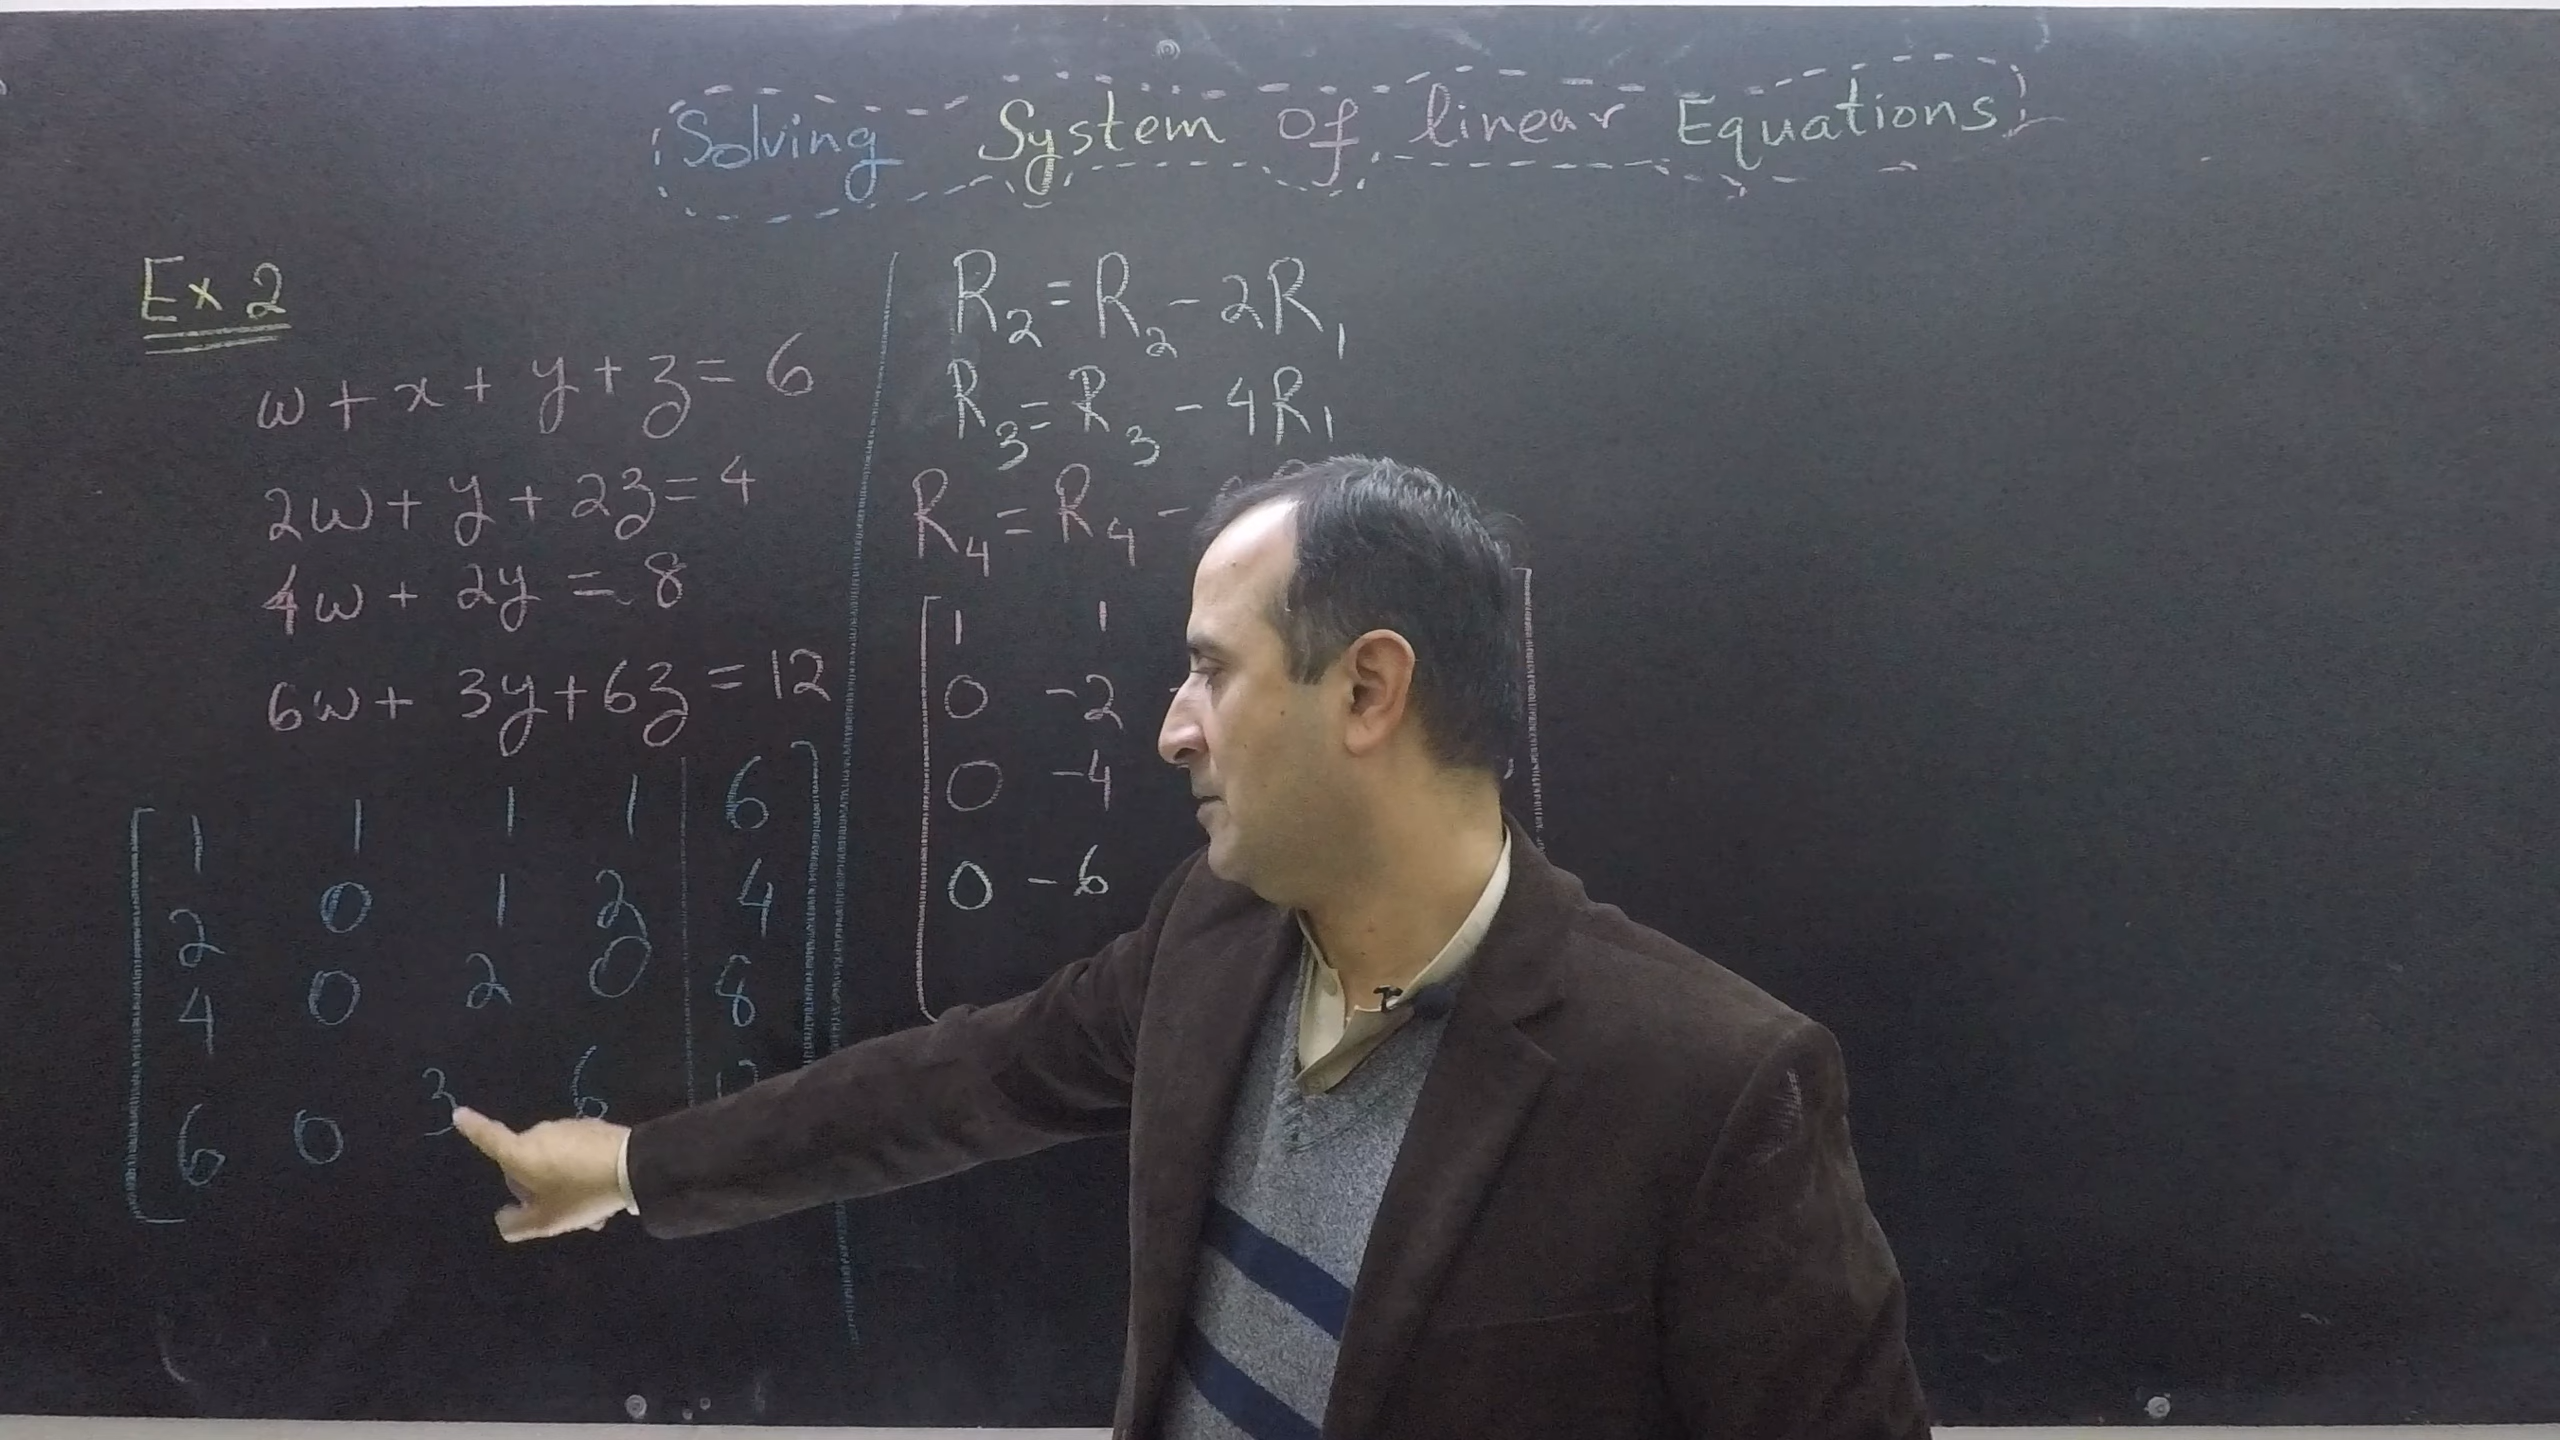 Solving System Of linear Equations
Ex 2
w + x + y + z = 6
2w + y + 2z = 4
4w + 2y = 8
6w + 3y + 6z = 12
1 1 1 1 | 6
2 0 1 2 | 4
4 0 2 0 | 8
6 0 3 6 |
R2 = R2 - 2R1
R3 = R3 - 4R1
R4 = R4 -
1 1
0 -2
0 -4
0 -6